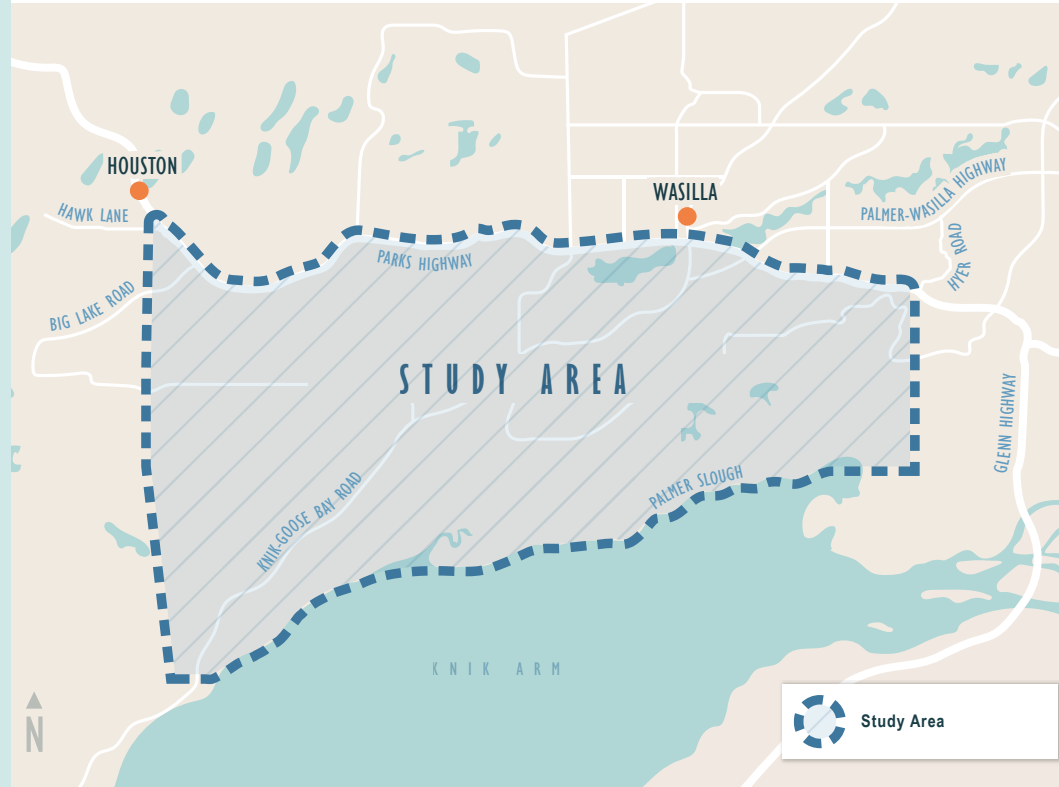 HOUSTON
WASILLA
PALMER-WASILLA HIGHWAY
HAWK LANE
HYER ROAD
PARKS HIGHWAY
BIG LAKE ROAD
STUDY AREA
GLENN HIGHWAY
PALMER SLOUGH
KNIK-GOOSE BAY ROAD
KNIK ARM
N
Study Area